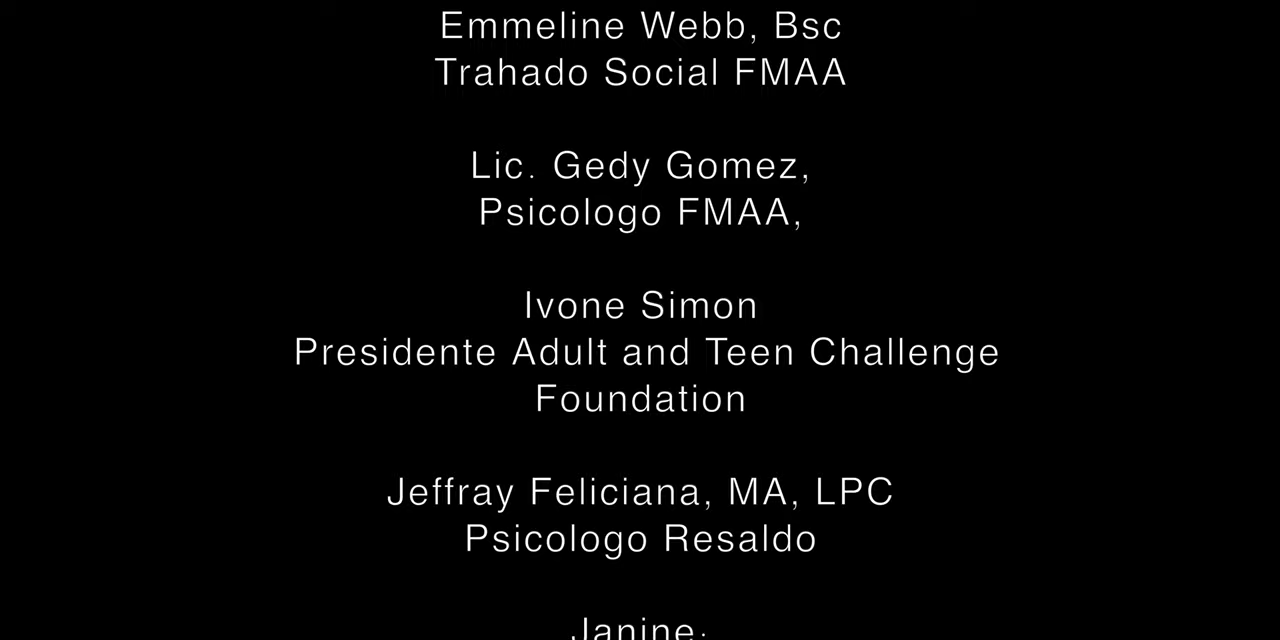 Emmeline Webb, Bsc
Trahado Social FMAA
Lic. Gedy Gomez,
Psicologo FMAA,
Ivone Simon
Presidente Adult and Teen Challenge
Foundation
Jeffray Feliciana, MA, LPC
Psicologo Resaldo
Janine.